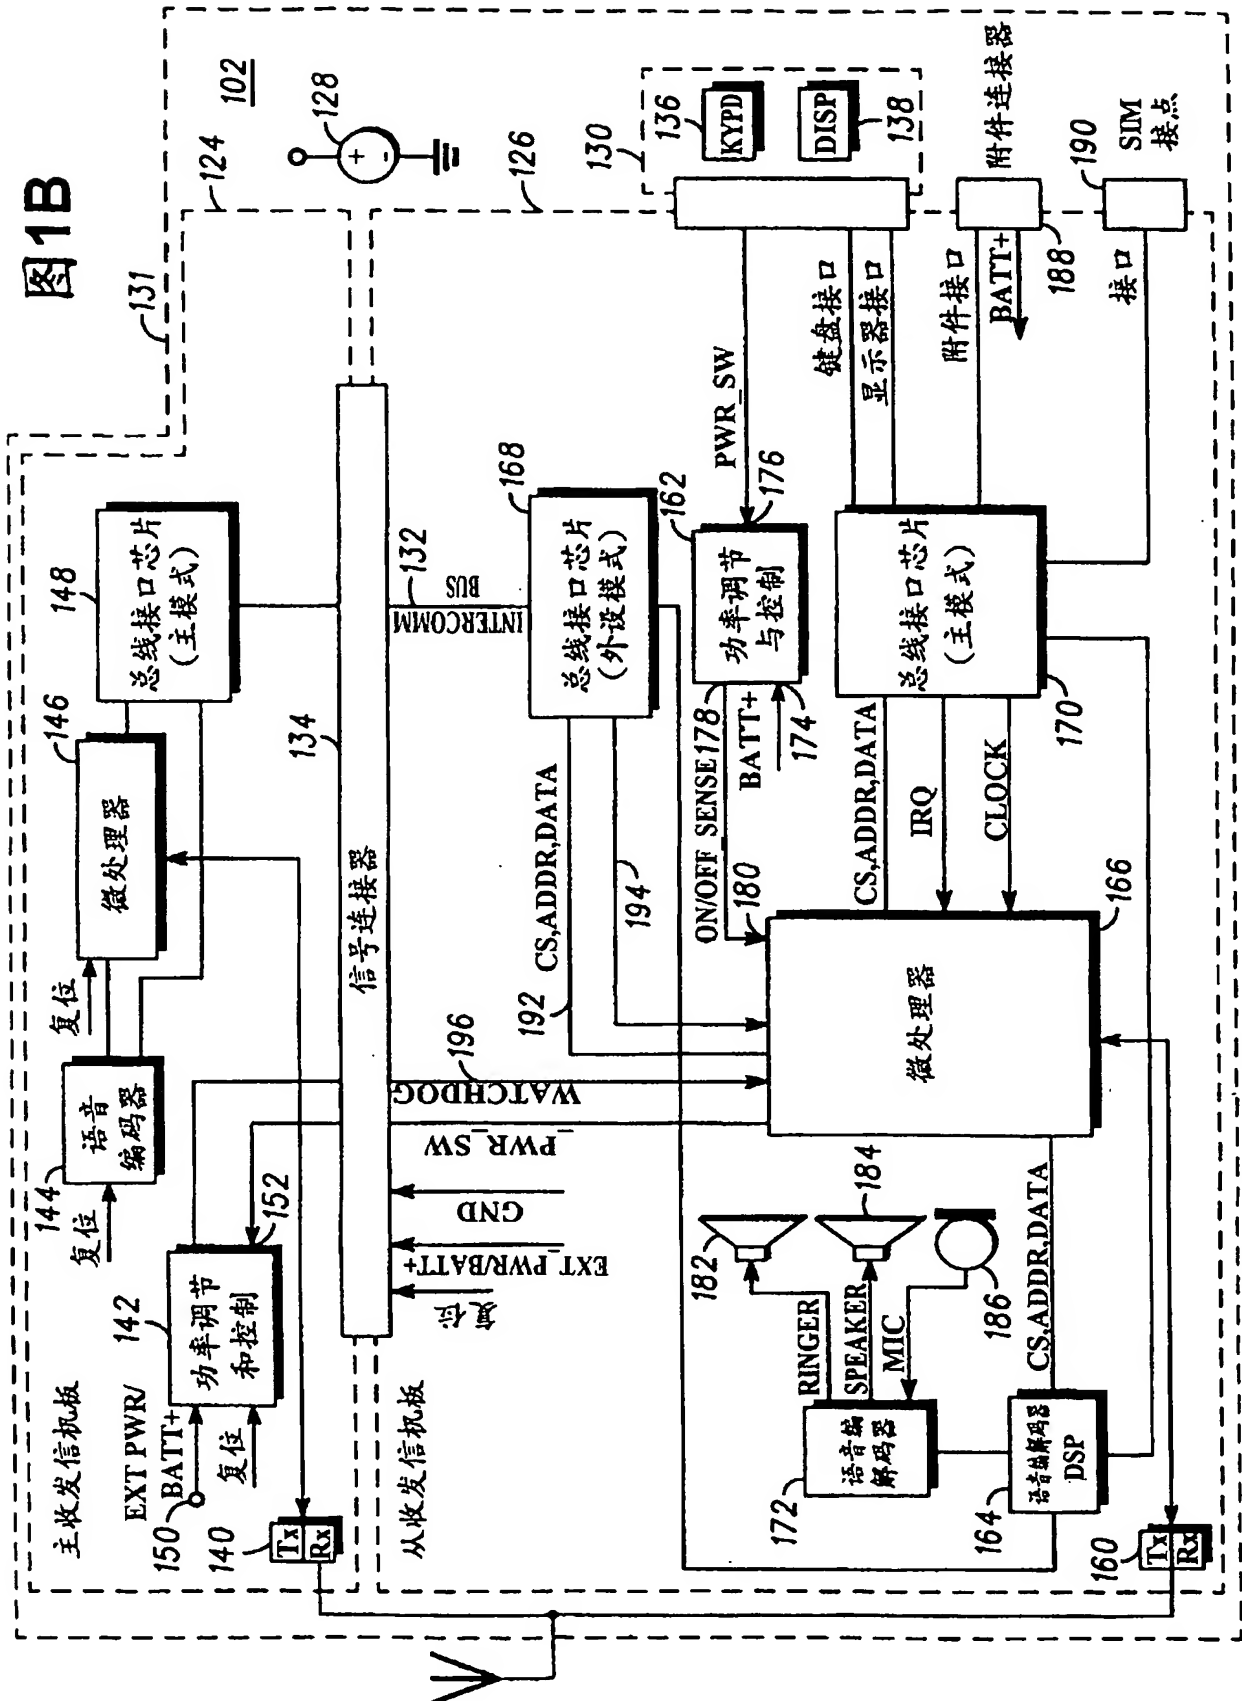 图1B
131
124
102
128
主收发信机板
EXT PWR/
BATT+
150
复位
140
Tx
Rx
142
功率调节
和控制
152
复位
144
语音
编码器
复位
146
微处理器
148
总线接口芯片
(主模式)
134
信号连接器
从收发信机板
复位
EXT_PWR/BATT+
GND
PWR_SW
WATCHDOG
196
192
CS,ADDR,DATA
194
INTERCOMM
BUS
132
168
总线接口芯片
(外设模式)
126
130
136
KYPD
DISP
138
162
功率调节
与控制
176
PWR_SW
178
ON/OFF_SENSE
BATT+
174
180
键盘接口
显示器接口
附件接口
BATT+
188
附件连接器
接口
190
SIM
接点
总线接口芯片
(主模式)
170
CS,ADDR,DATA
IRQ
CLOCK
微处理器
166
182
184
186
RINGER
SPEAKER
MIC
172
语音编
解码器
CS,ADDR,DATA
164
语音编解码器
DSP
160
Tx
Rx